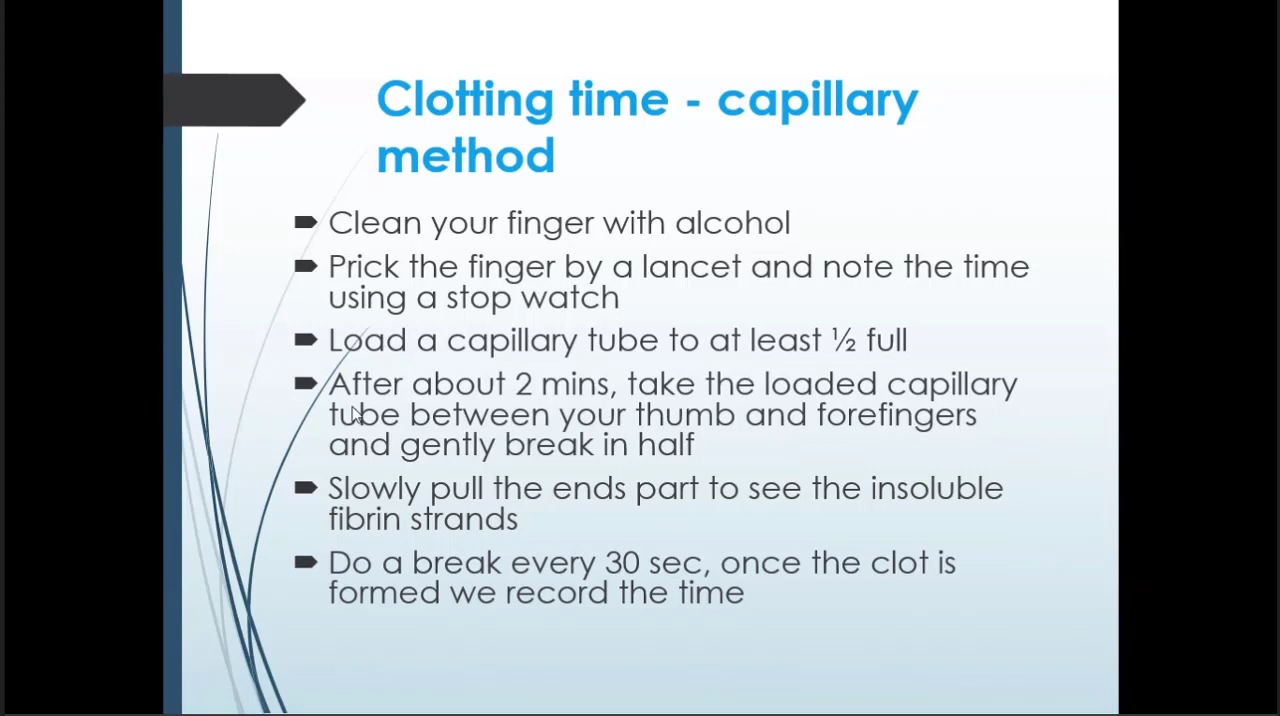 Clotting time - capillary
method
Clean your finger with alcohol
Prick the finger by a lancet and note the time
using a stop watch
Load a capillary tube to at least ½ full
After about 2 mins, take the loaded capillary
tube between your thumb and forefingers
and gently break in half
Slowly pull the ends part to see the insoluble
fibrin strands
Do a break every 30 sec, once the clot is
formed we record the time